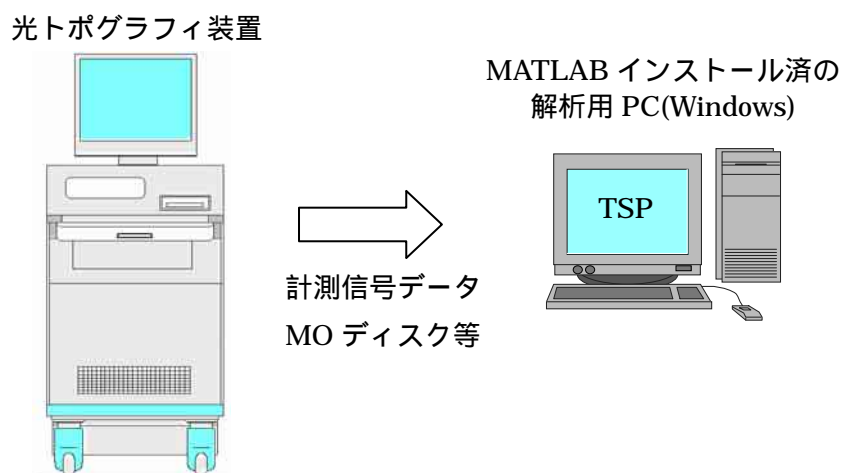 光トポグラフィ装置
MATLAB インストール済の
解析用 PC(Windows)
TSP
計測信号データ
MO ディスク等